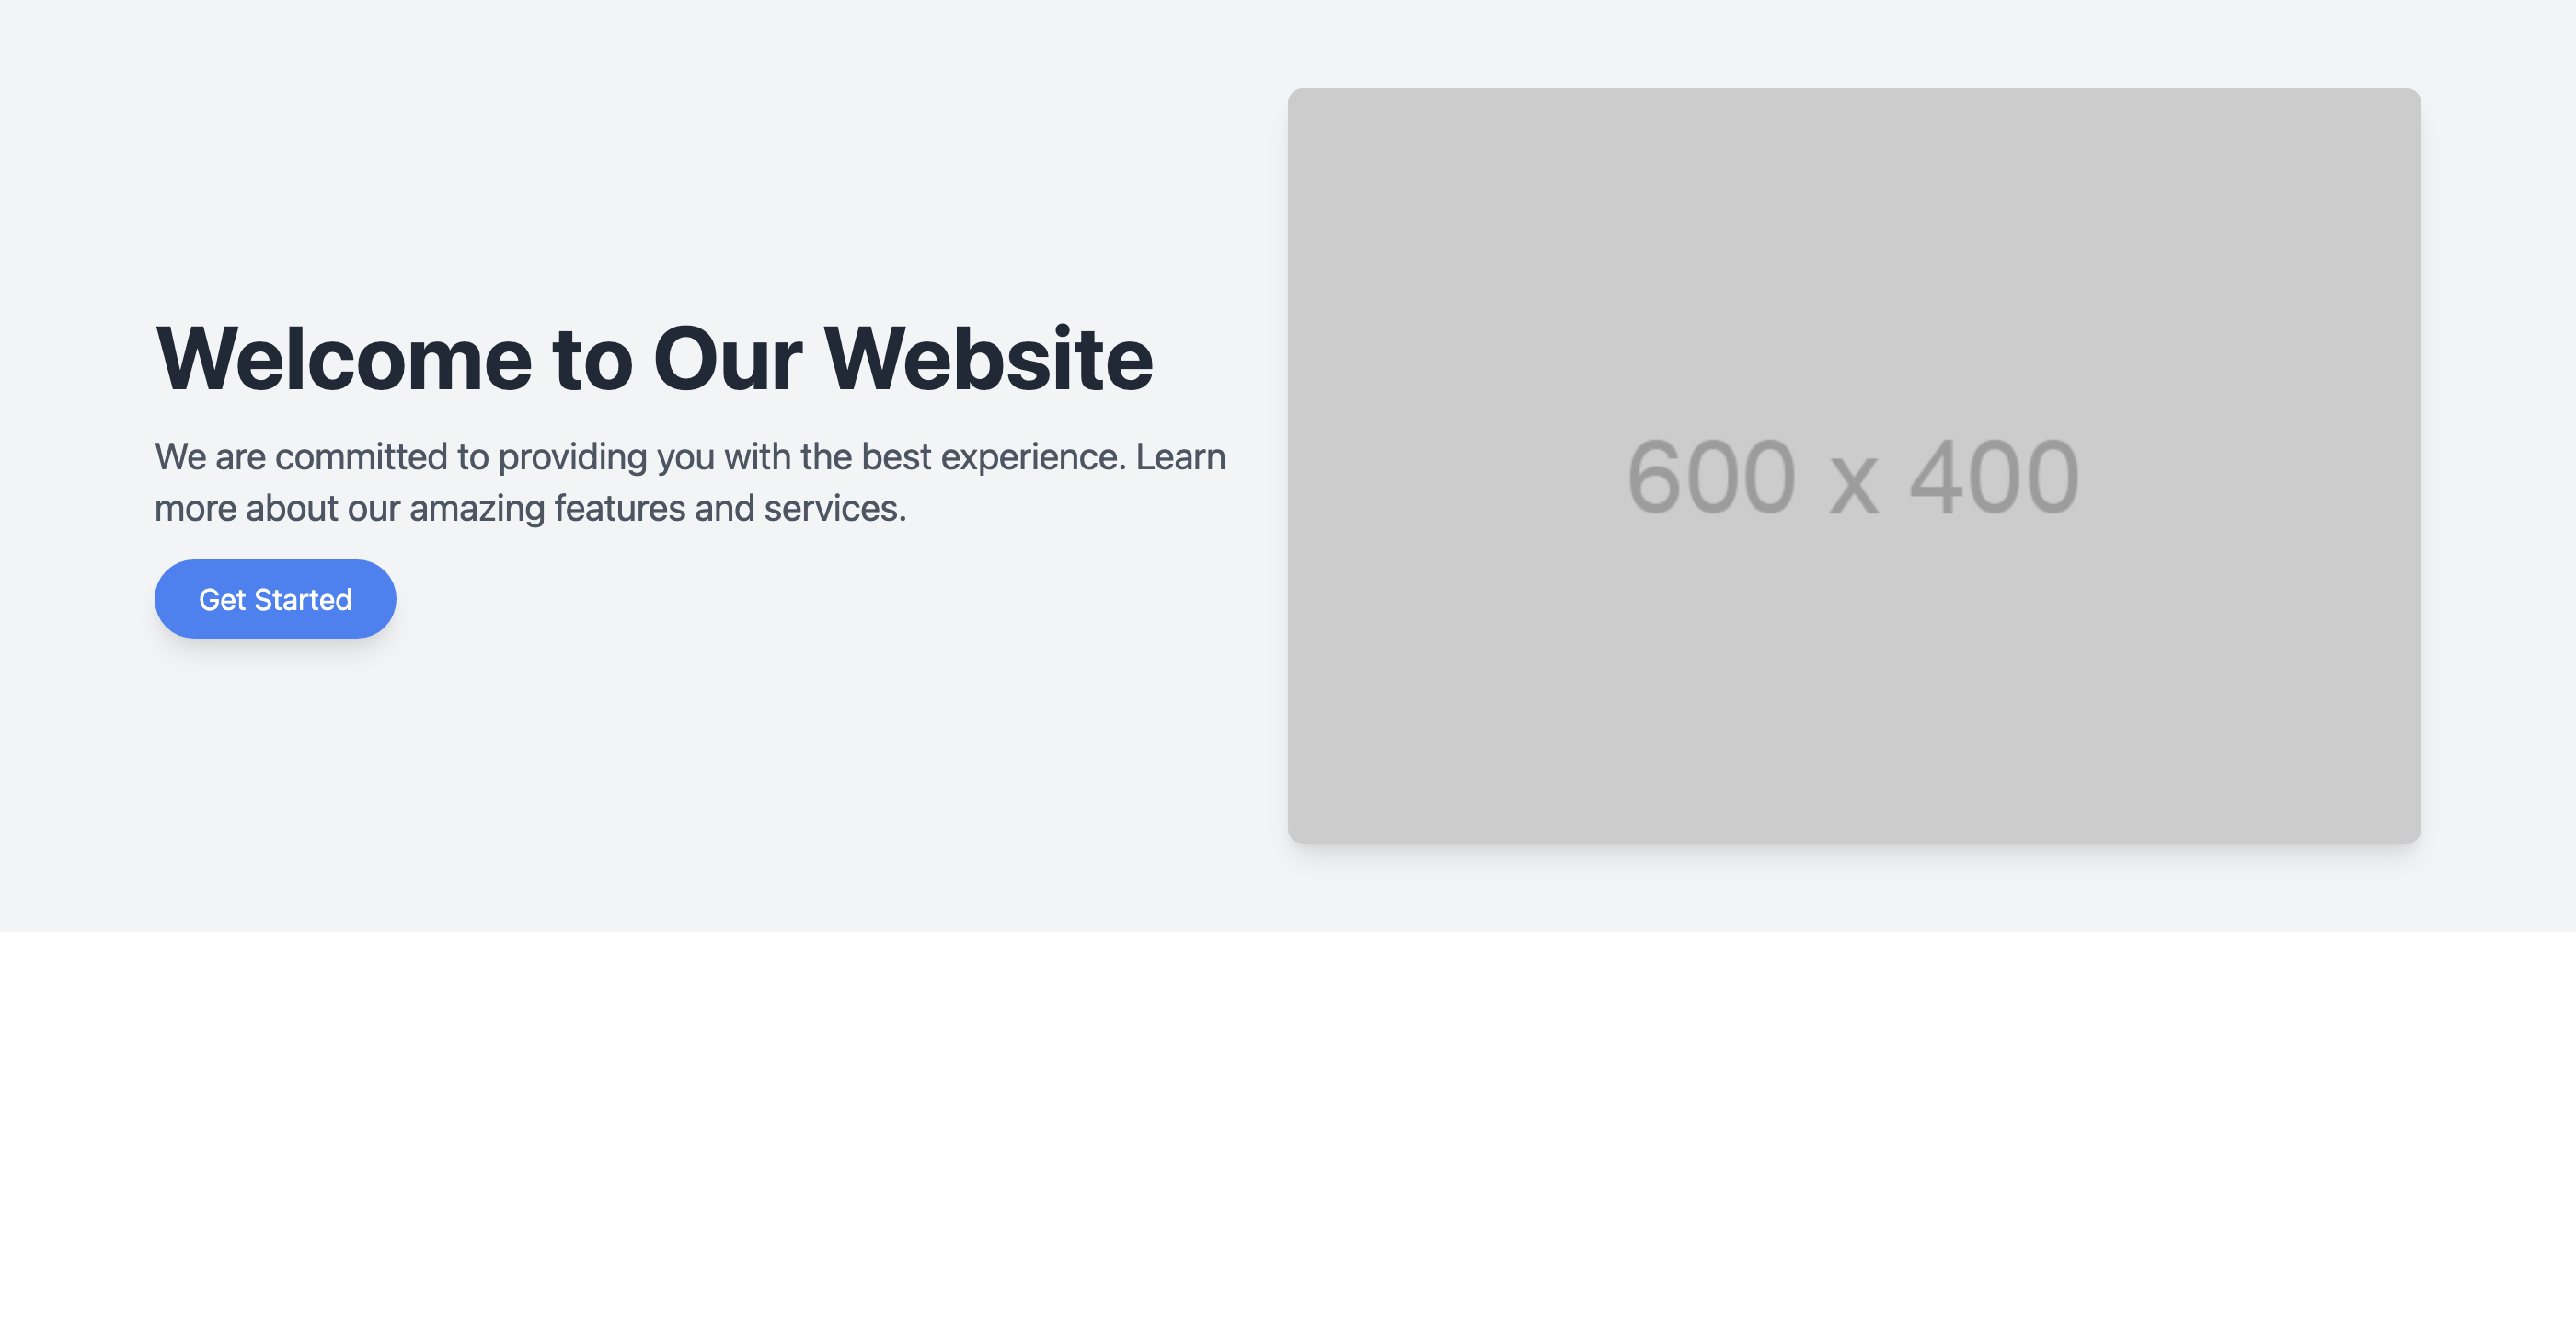 Welcome to Our Website
We are committed to providing you with the best experience. Learn
more about our amazing features and services.
Get Started
600 x 400